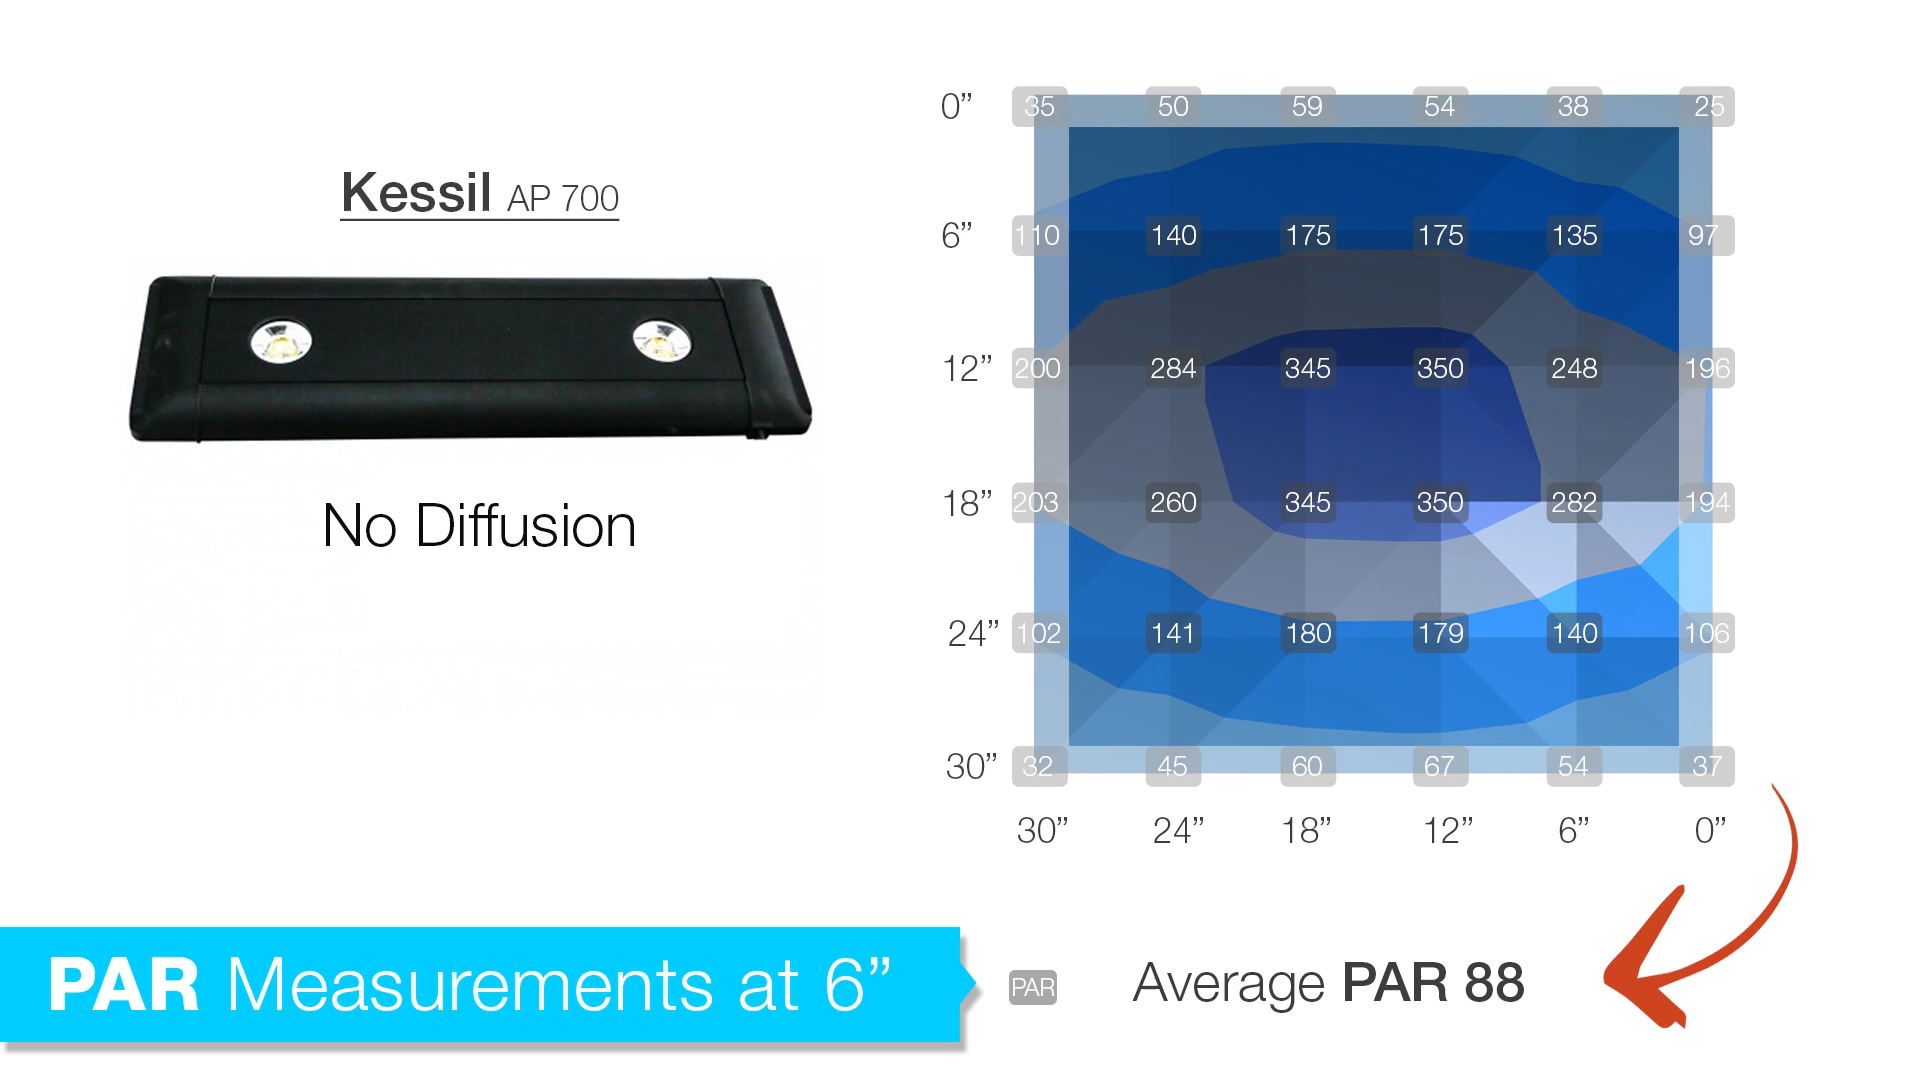 Kessil AP 700
No Diffusion
0” 35 50 59 54 38 25
6” 110 140 175 175 135 97
12” 200 284 345 350 248 196
18” 203 260 345 350 282 194
24” 102 141 180 179 140 106
30” 32 45 60 67 54 37
30” 24” 18” 12” 6” 0”
PAR Measurements at 6”
PAR Average PAR 88